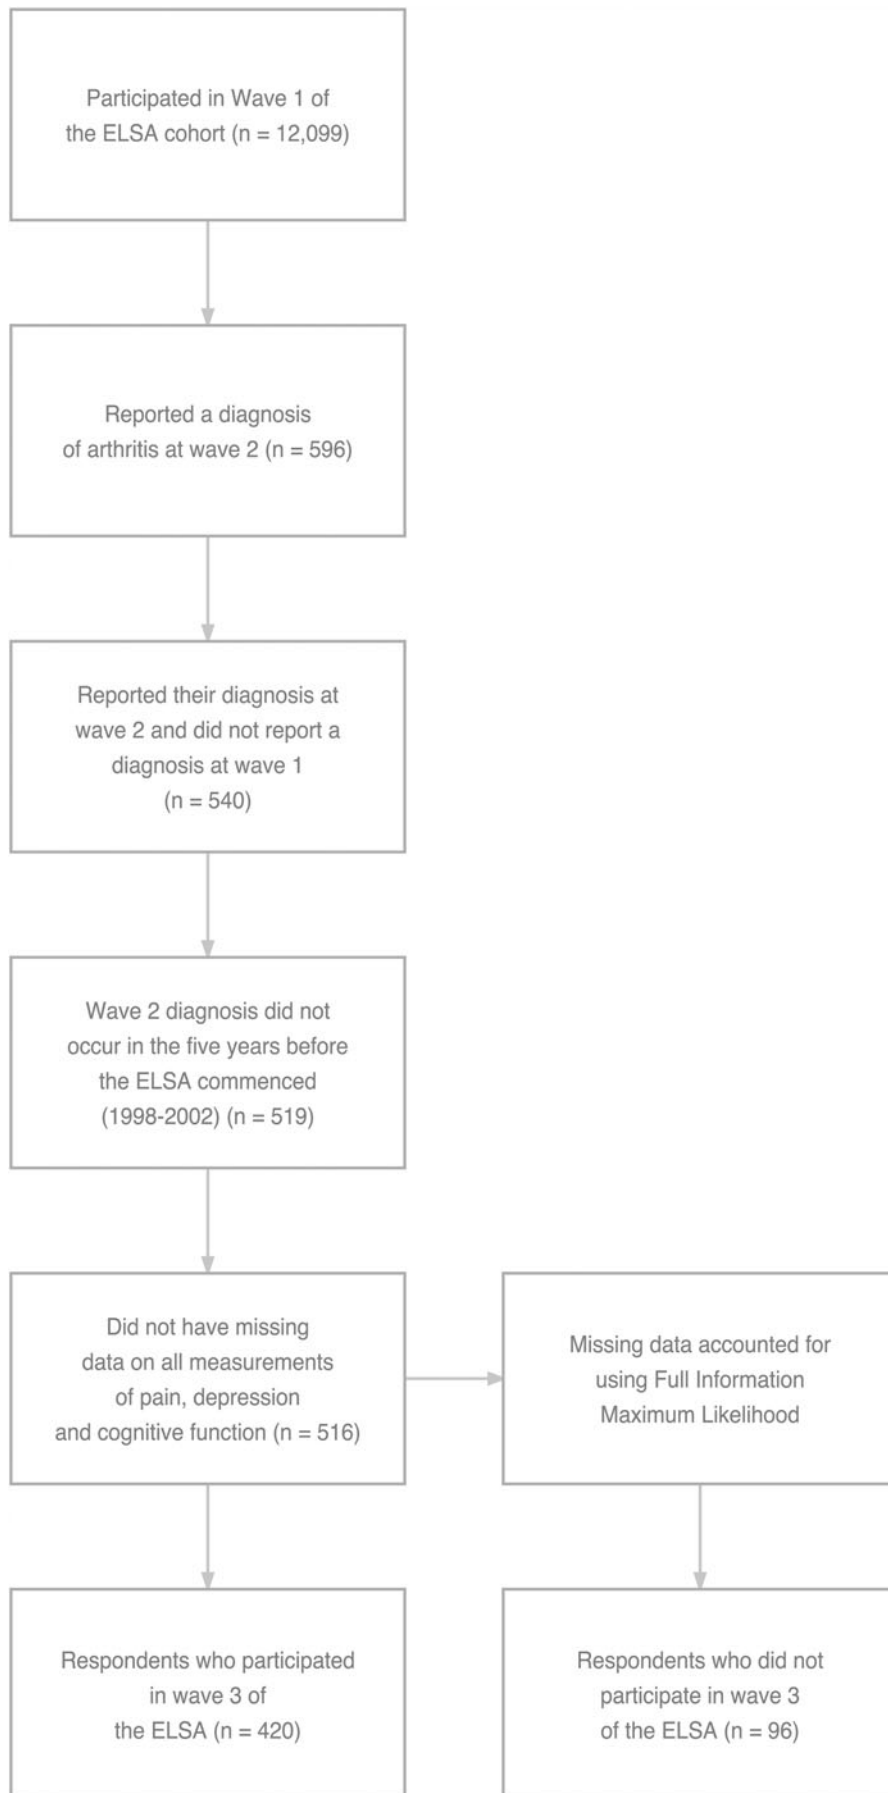 Participated in Wave 1 of
the ELSA cohort (n = 12,099)
Reported a diagnosis
of arthritis at wave 2 (n = 596)
Reported their diagnosis at
wave 2 and did not report a
diagnosis at wave 1
(n = 540)
Wave 2 diagnosis did not
occur in the five years before
the ELSA commenced
(1998-2002) (n = 519)
Did not have missing
data on all measurements
of pain, depression
and cognitive function (n = 516)
Missing data accounted for
using Full Information
Maximum Likelihood
Respondents who participated
in wave 3 of
the ELSA (n = 420)
Respondents who did not
participate in wave 3
of the ELSA (n = 96)